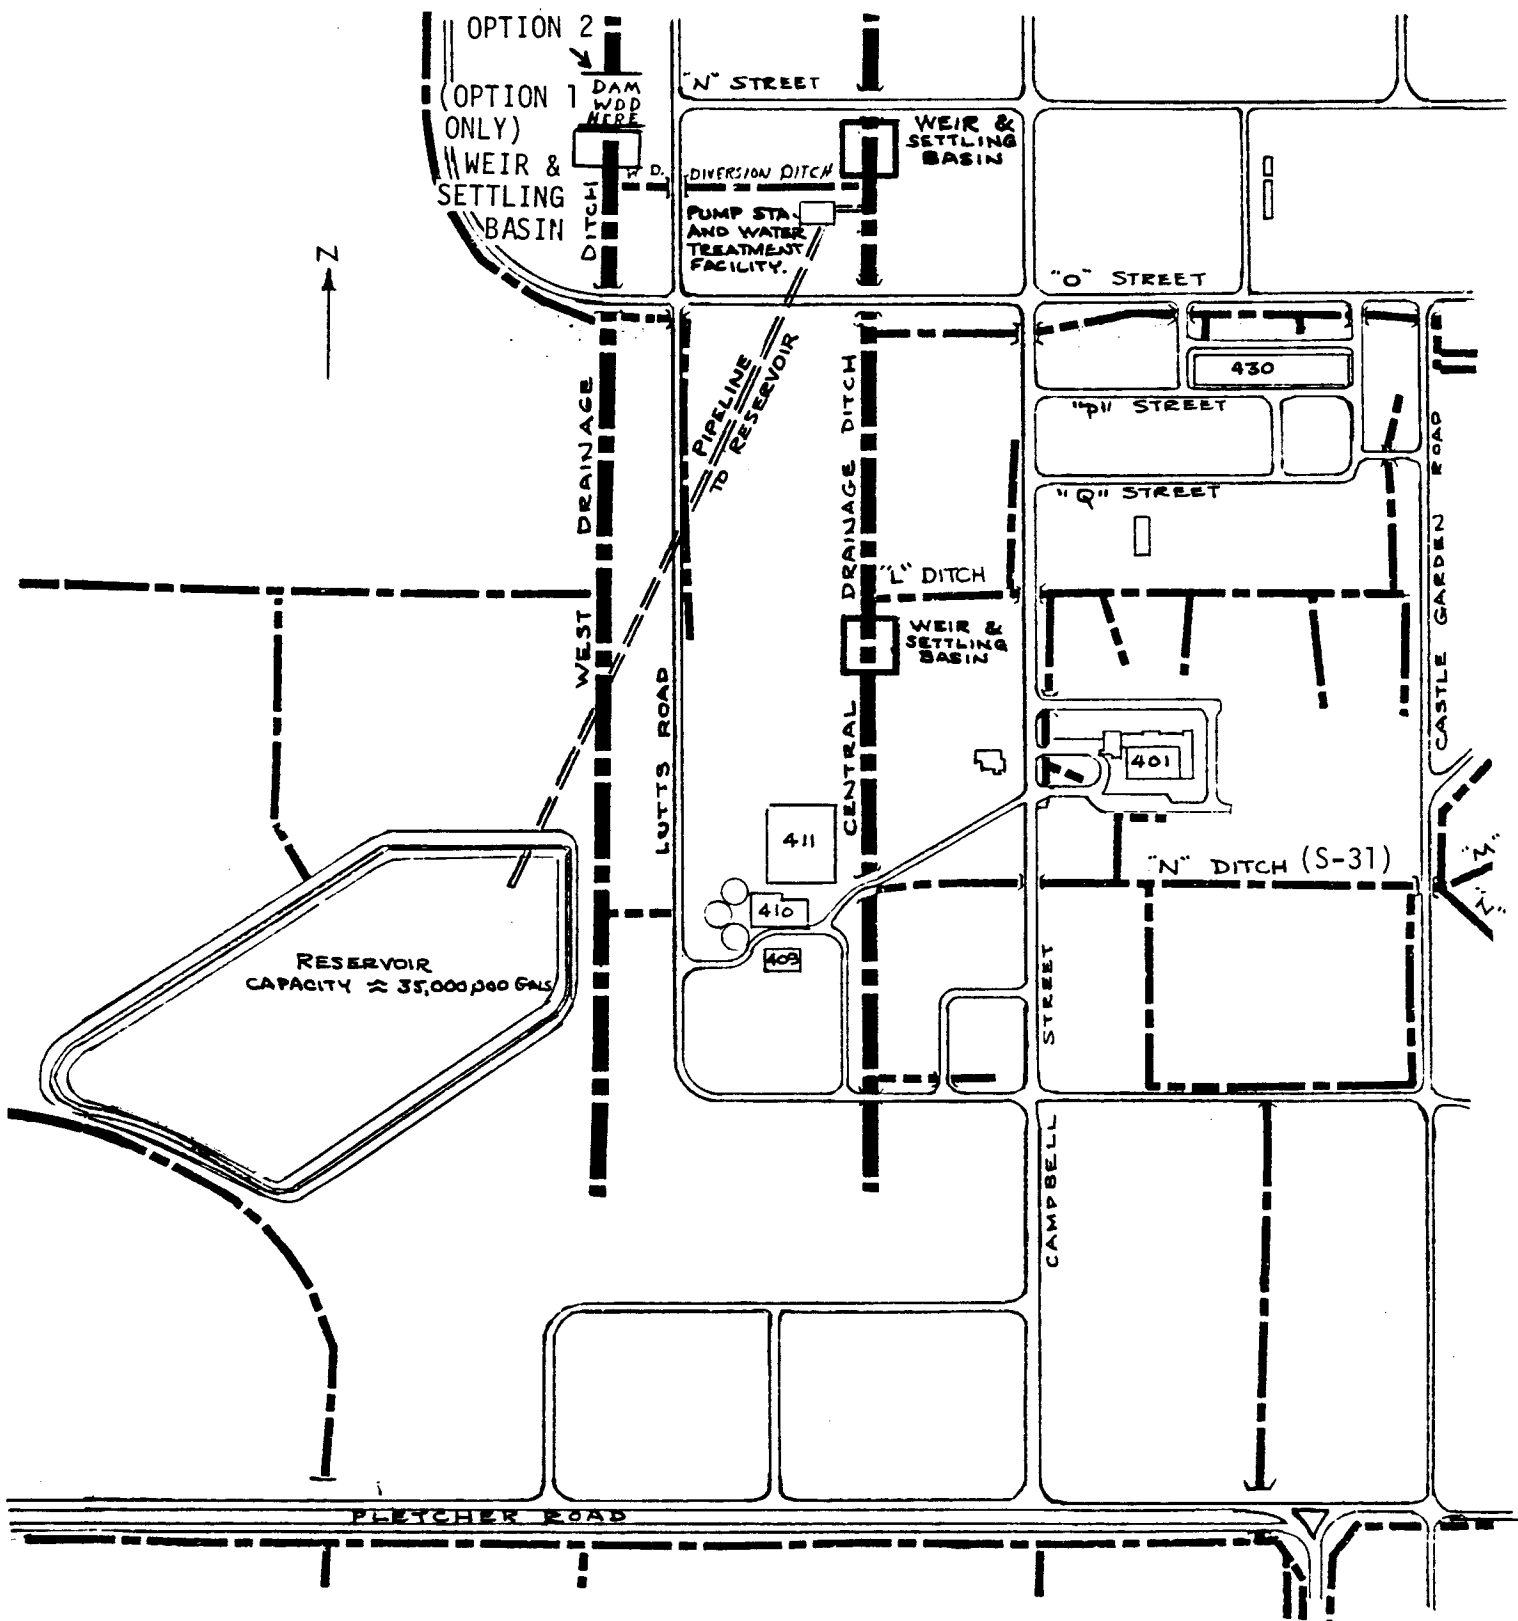 OPTION 2
(OPTION 1
ONLY)
WEIR &
SETTLING
BASIN
DAM
WDD
HERE
"N" STREET
WEIR &
SETTLING
BASIN
W D.
DIVERSION DITCH
PUMP STA.
AND WATER
TREATMENT
FACILITY.
N
"O" STREET
WEST DRAINAGE DITCH
PIPELINE
TO RESERVOIR
CENTRAL DRAINAGE DITCH
430
"P" STREET
"Q" STREET
"L" DITCH
WEIR &
SETTLING
BASIN
LUTTS ROAD
CASTLE GARDEN ROAD
401
411
410
409
"N" DITCH (S-31)
RESERVOIR
CAPACITY ≈ 35,000,000 GALS
CAMPBELL STREET
PLETCHER ROAD